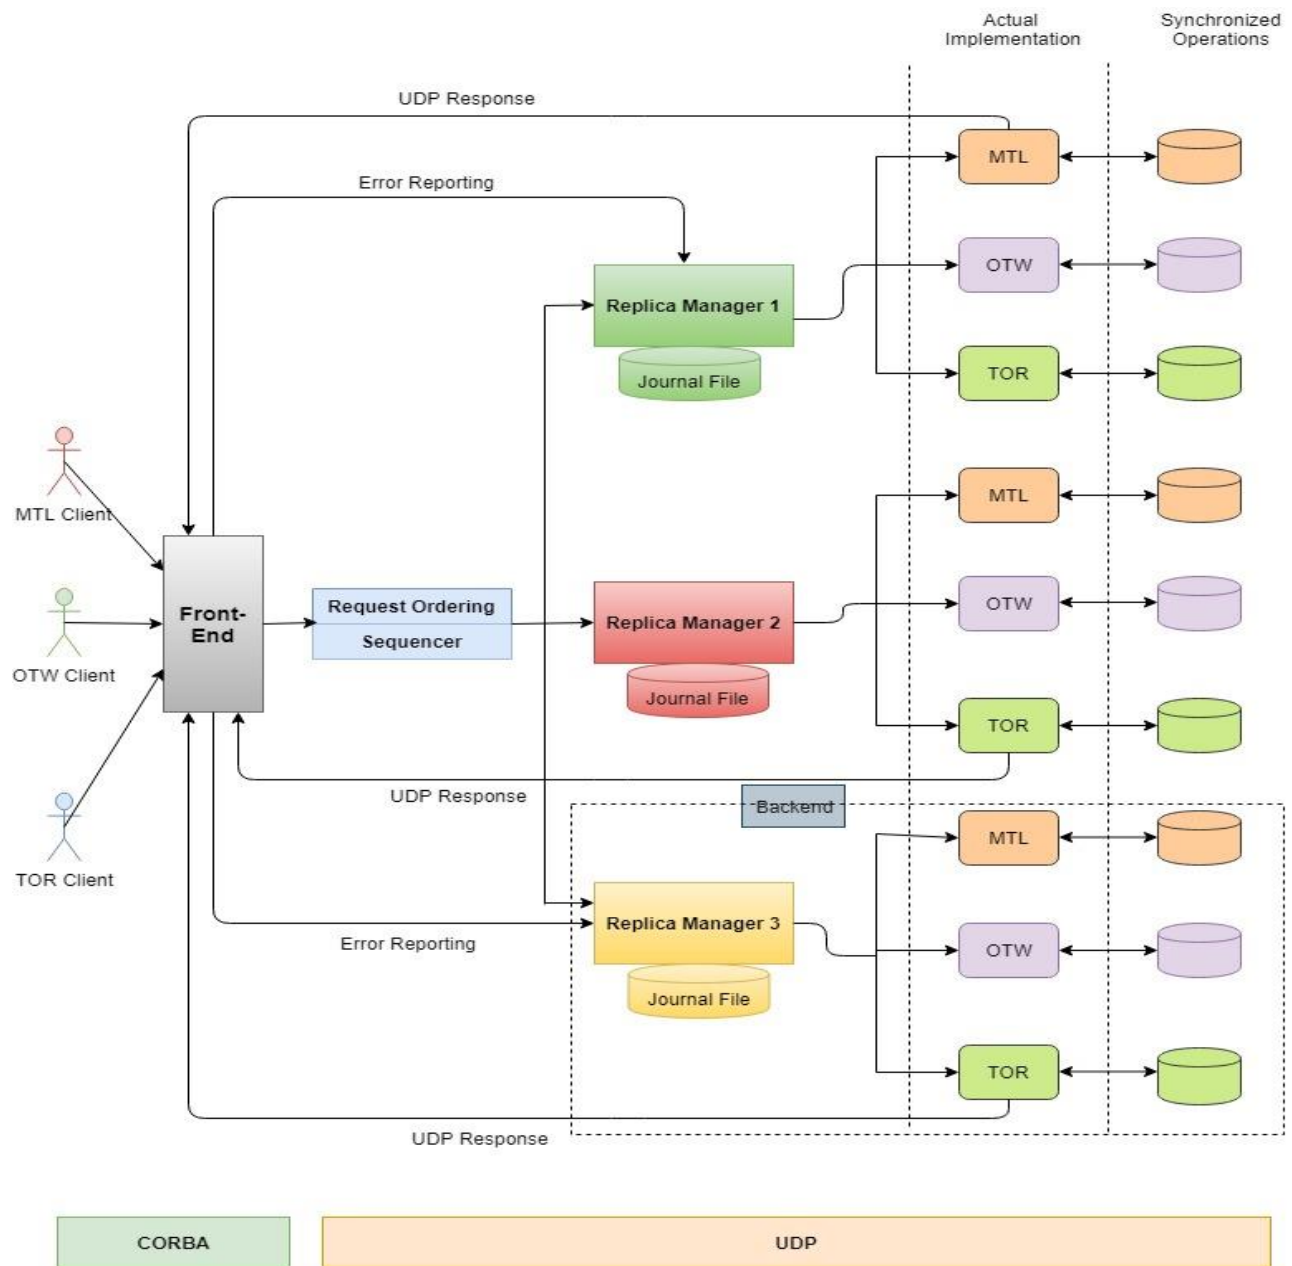 Actual
Implementation
Synchronized
Operations
UDP Response
MTL
Error Reporting
OTW
Replica Manager 1
Journal File
TOR
MTL Client
MTL
Front-
End
Request Ordering
Sequencer
Replica Manager 2
OTW
OTW Client
Journal File
TOR
UDP Response
Backend
MTL
TOR Client
Replica Manager 3
Error Reporting
OTW
Journal File
TOR
UDP Response
CORBA
UDP